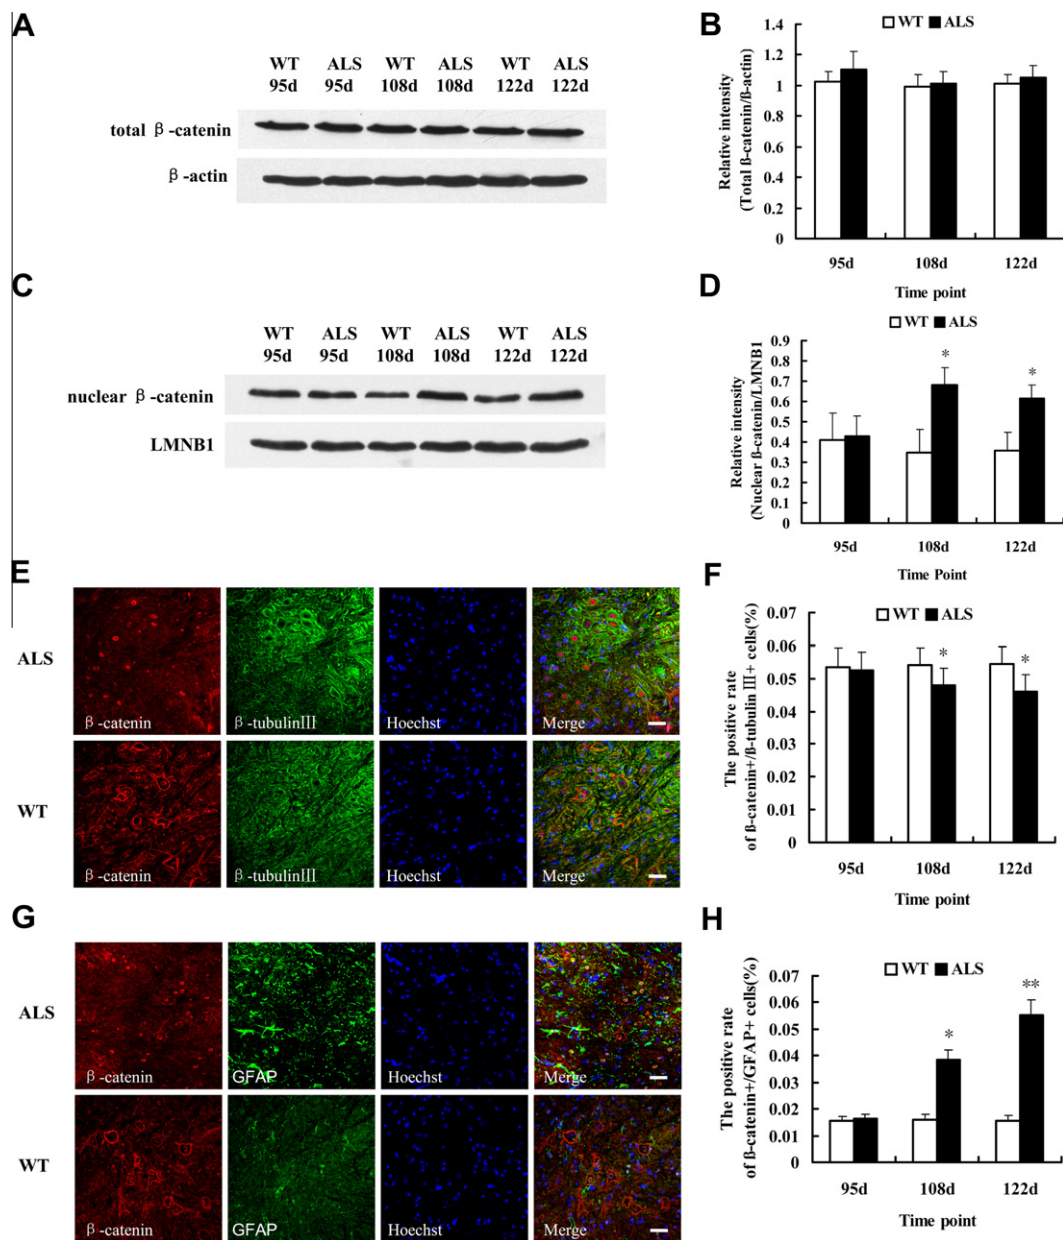 A
WT ALS WT ALS WT ALS
95d 95d 108d 108d 122d 122d
total β-catenin
β-actin
B
WT ALS
Relative intensity
(Total ß-catenin/ß-actin)
1.4
1.2
1
0.8
0.6
0.4
0.2
0
95d 108d 122d
Time point
C
WT ALS WT ALS WT ALS
95d 95d 108d 108d 122d 122d
nuclear β-catenin
LMNB1
D
WT ALS
Relative intensity
(Nuclear ß-catenin/LMNB1
0.9
0.8
0.7
0.6
0.5
0.4
0.3
0.2
0.1
0
* *
95d 108d 122d
Time Point
E
ALS
β-catenin β-tubulinIII Hoechst Merge
WT
β-catenin β-tubulinIII Hoechst Merge
F
WT ALS
The positive rate
of ß-catenin+/ß-tubulin III+ cells(%)
0.07
0.06
0.05
0.04
0.03
0.02
0.01
0
* *
95d 108d 122d
Time point
G
ALS
β-catenin GFAP Hoechst Merge
WT
β-catenin GFAP Hoechst Merge
H
WT ALS
The positive rate
of ß-catenin+/GFAP+ cells(%)
0.07
0.06
0.05
0.04
0.03
0.02
0.01
0
* **
95d 108d 122d
Time point